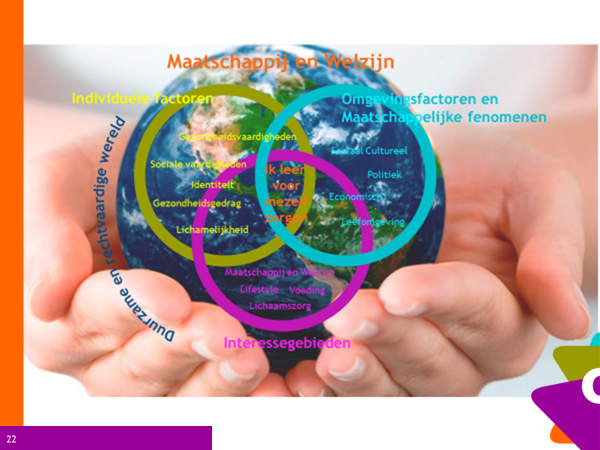 Maatschappij en Welzijn
Individuele factoren
Omgevingsfactoren en
Maatschappelijke fenomenen
Gezondheidsvaardigheden
Sociale vaardigheden
Identiteit
Gezondheidsgedrag
Lichamelijkheid
Ik leer
voor
mezelf
zorgen
Sociaal Cultureel
Politiek
Economisch
Leefomgeving
Maatschappij en Welzijn
Lifestyle Voeding
Lichaamszorg
Interessegebieden
Duurzame en rechtvaardige wereld
22